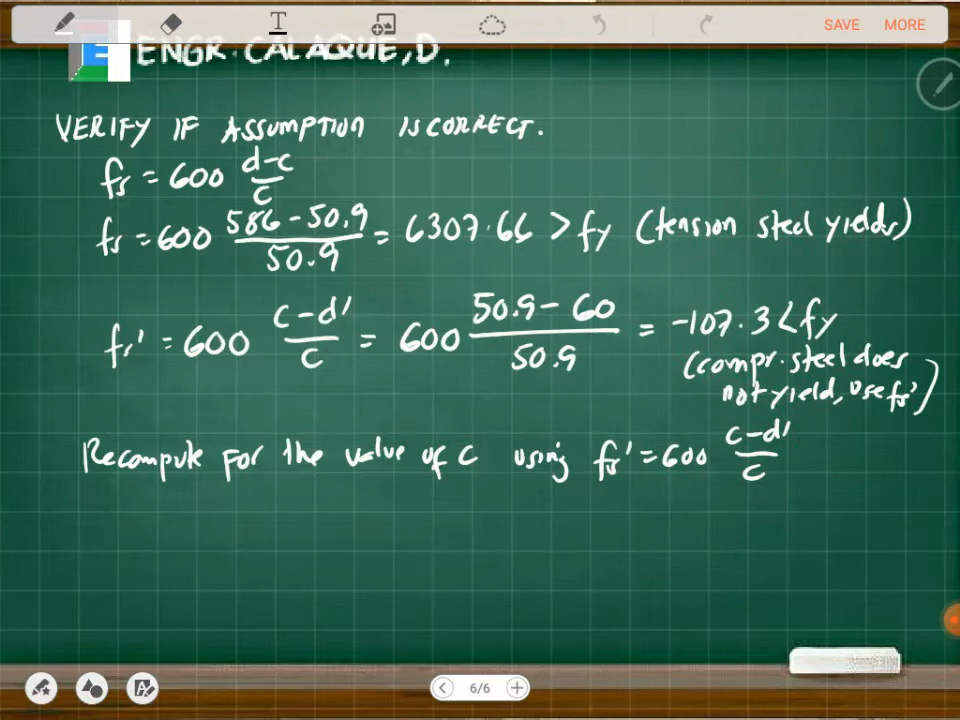 SAVE MORE
E ENGR. CALAQUE, D.
VERIFY IF ASSUMPTION IS CORRECT.
fs = 600 (d-c)/c
fs = 600 (586 - 50.9)/50.9 = 6307.66 > fy (tension steel yields)
fs' = 600 (c-d')/c = 600 (50.9 - 60)/50.9 = -107.3 < fy
(compr. steel does
not yield, use fs')
Recompute for the value of c using fs' = 600 (c-d')/c
6/6